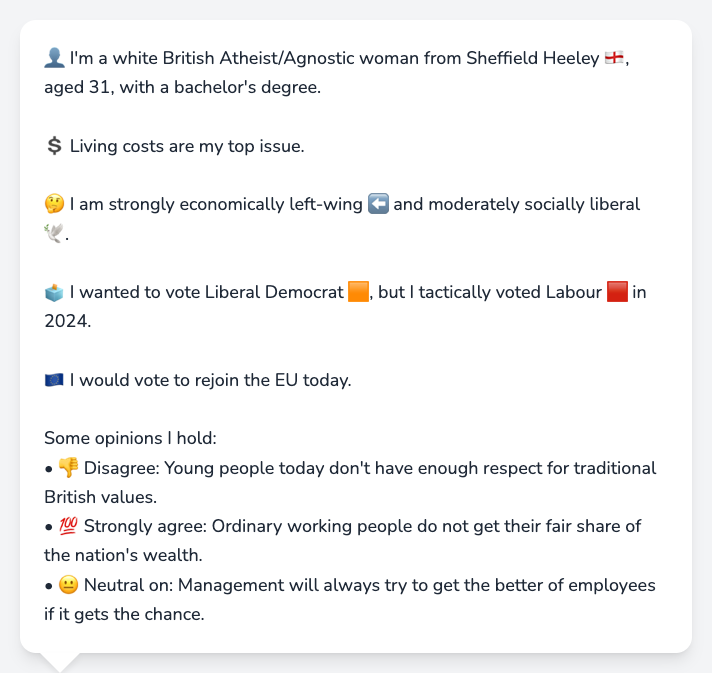 👤 I'm a white British Atheist/Agnostic woman from Sheffield Heeley 🏴󠁧󠁢󠁥󠁮󠁧󠁿,
aged 31, with a bachelor's degree.
💲 Living costs are my top issue.
🤔 I am strongly economically left-wing ⬅️ and moderately socially liberal
🕊️.
🗳️ I wanted to vote Liberal Democrat 🟧, but I tactically voted Labour 🟥 in
2024.
🇪🇺 I would vote to rejoin the EU today.
Some opinions I hold:
• 👎 Disagree: Young people today don't have enough respect for traditional
British values.
• 💯 Strongly agree: Ordinary working people do not get their fair share of
the nation's wealth.
• 😐 Neutral on: Management will always try to get the better of employees
if it gets the chance.